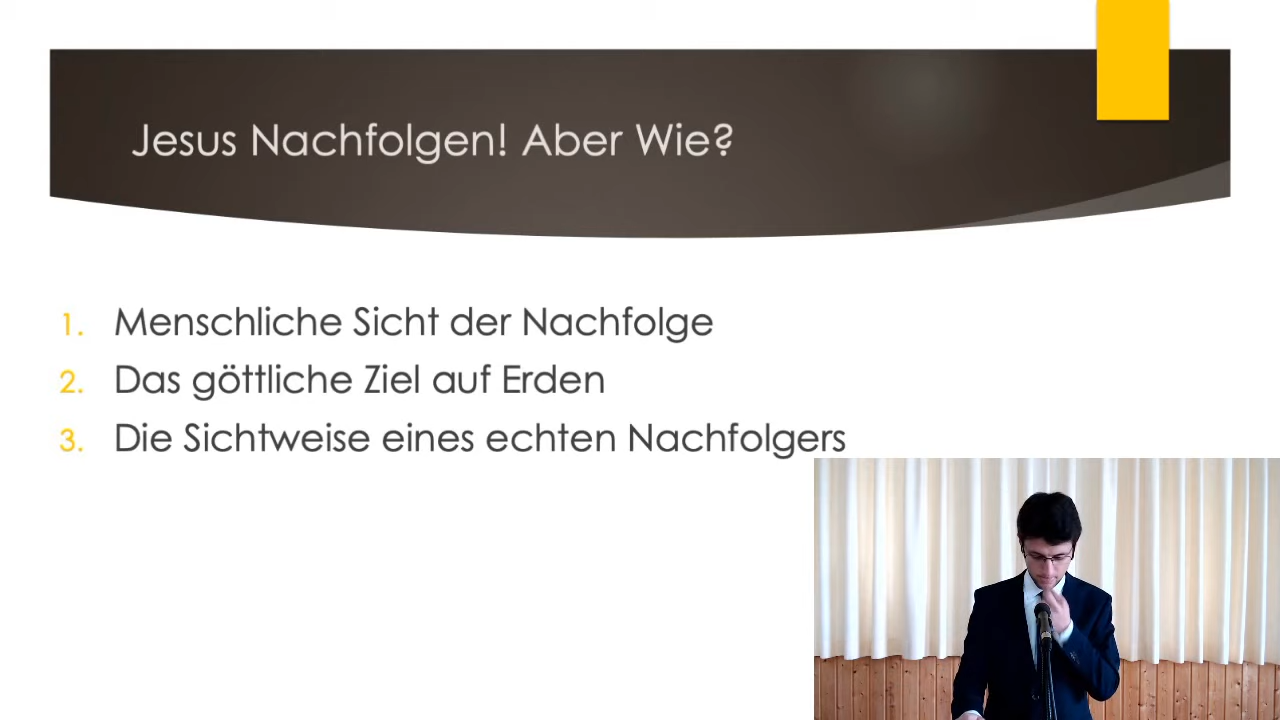 Jesus Nachfolgen! Aber Wie?
1. Menschliche Sicht der Nachfolge
2. Das göttliche Ziel auf Erden
3. Die Sichtweise eines echten Nachfolgers